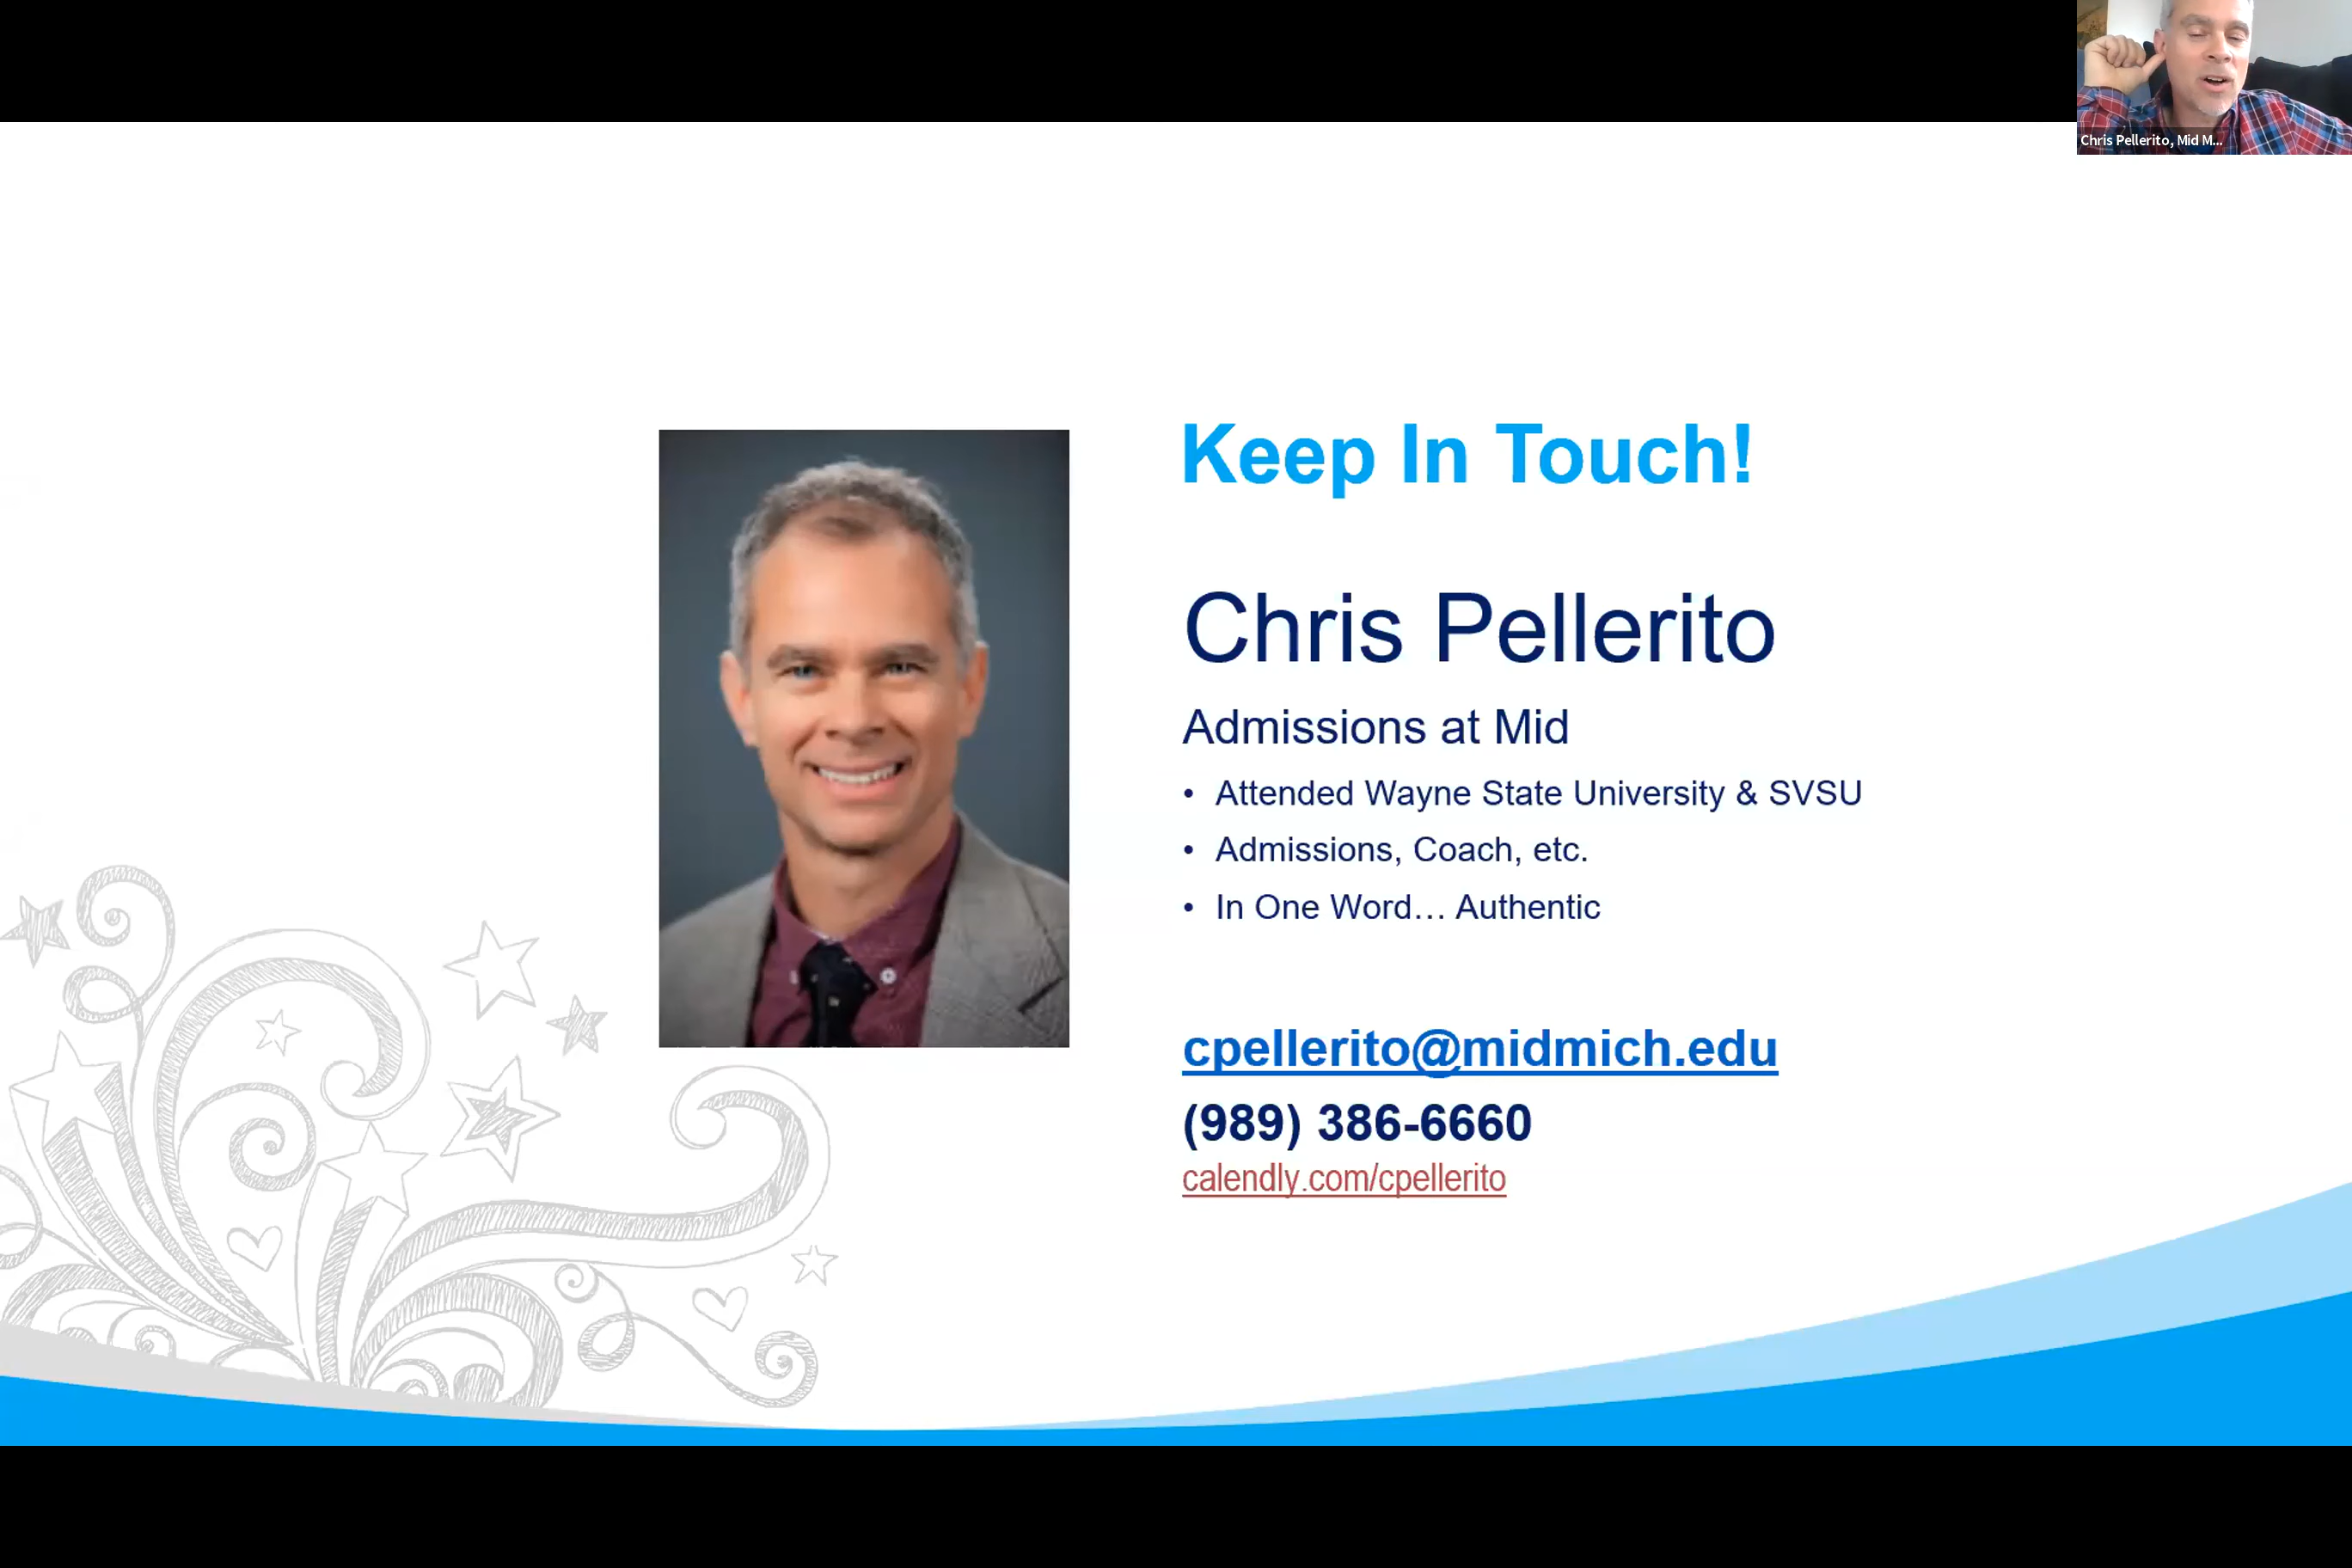 Chris Pellerito, Mid M...
Keep In Touch!
Chris Pellerito
Admissions at Mid
• Attended Wayne State University & SVSU
• Admissions, Coach, etc.
• In One Word… Authentic
cpellerito@midmich.edu
(989) 386-6660
calendly.com/cpellerito